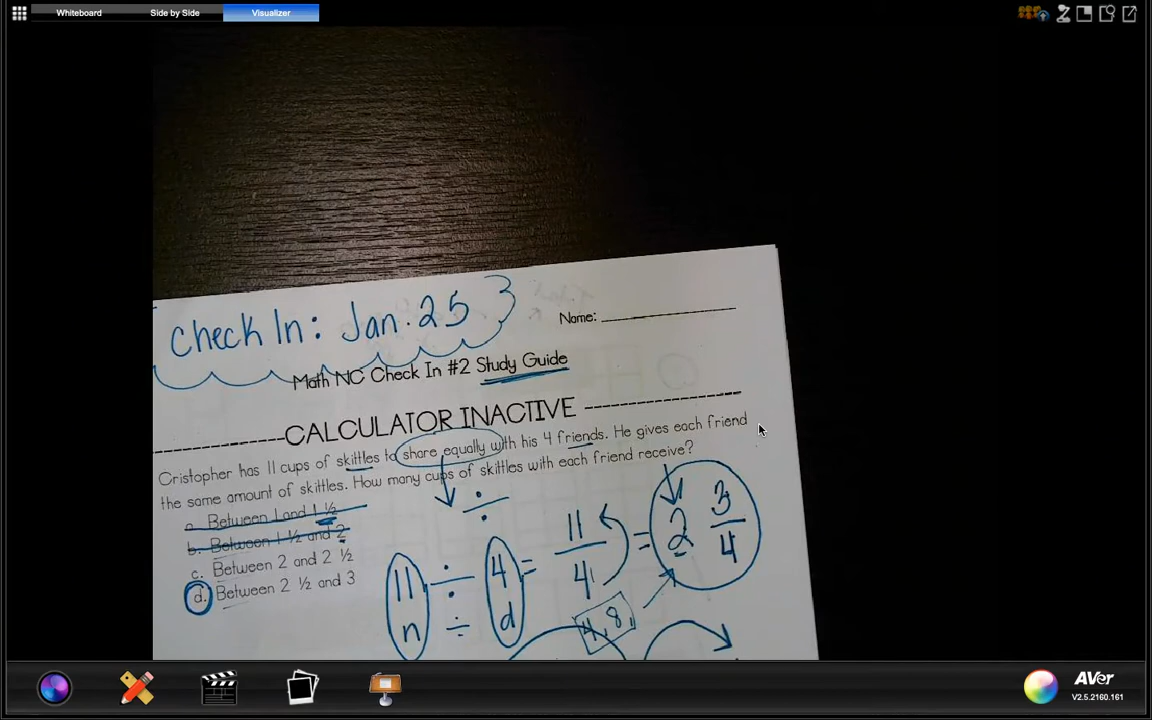 Whiteboard Side by Side Visualizer
Check In: Jan. 25
Name:
Math NC Check In #2 Study Guide
CALCULATOR INACTIVE
Cristopher has 11 cups of skittles to share equally with his 4 friends. He gives each friend
the same amount of skittles. How many cups of skittles with each friend receive?
a. Between 1 and 1 ½
b. Between 1 ½ and 2
c. Between 2 and 2 ½
d. Between 2 ½ and 3
÷
11 ÷ 4 = 11/4 = 2 3/4
n ÷ d
4, 8,
AVer
V2.5.2160.161